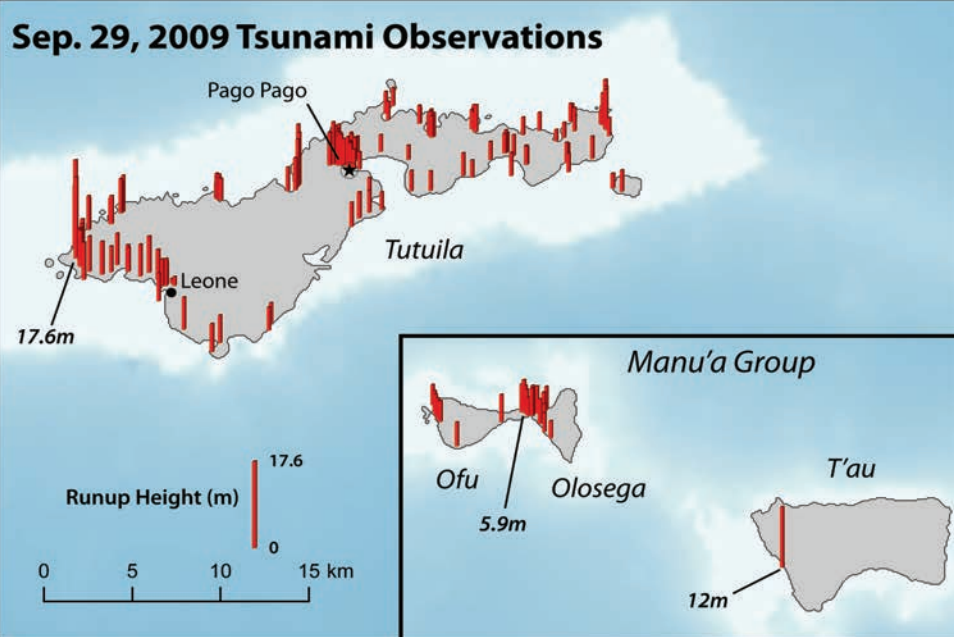 Sep. 29, 2009 Tsunami Observations
Pago Pago
Tutuila
Leone
17.6m
Manu’a Group
Ofu
Olosega
T’au
5.9m
12m
17.6
Runup Height (m)
0
0 5 10 15 km